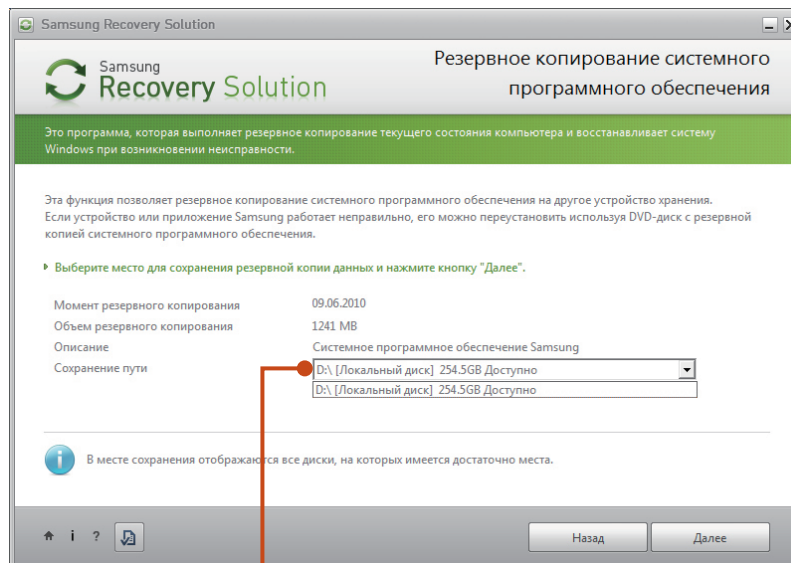 Samsung Recovery Solution
Samsung
Recovery Solution
Резервное копирование системного
программного обеспечения
Это программа, которая выполняет резервное копирование текущего состояния компьютера и восстанавливает систему
Windows при возникновении неисправности.
Эта функция позволяет резервное копирование системного программного обеспечения на другое устройство хранения.
Если устройство или приложение Samsung работает неправильно, его можно переустановить используя DVD-диск с резервной
копией системного программного обеспечения.
Выберите место для сохранения резервной копии данных и нажмите кнопку "Далее".
Момент резервного копирования 09.06.2010
Объем резервного копирования 1241 MB
Описание Системное программное обеспечение Samsung
Сохранение пути D:\ [Локальный диск] 254.5GB Доступно
D:\ [Локальный диск] 254.5GB Доступно
В месте сохранения отображаются все диски, на которых имеется достаточно места.
i ? Назад Далее